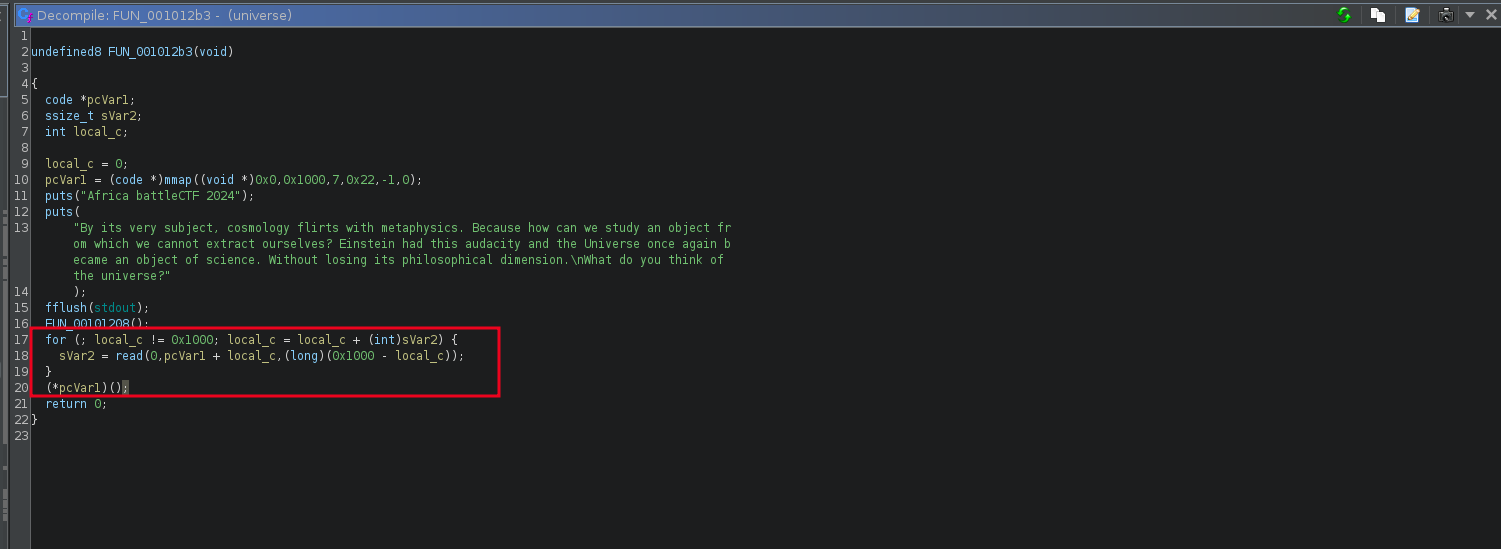 Decompile: FUN_001012b3 - (universe)
1
2 undefined8 FUN_001012b3(void)
3
4 {
5 code *pcVar1;
6 ssize_t sVar2;
7 int local_c;
8
9 local_c = 0;
10 pcVar1 = (code *)mmap((void *)0x0,0x1000,7,0x22,-1,0);
11 puts("Africa battleCTF 2024");
12 puts(
13 "By its very subject, cosmology flirts with metaphysics. Because how can we study an object fr
om which we cannot extract ourselves? Einstein had this audacity and the Universe once again b
ecame an object of science. Without losing its philosophical dimension.\nWhat do you think of
the universe?"
14 );
15 fflush(stdout);
16 FUN_00101208();
17 for (; local_c != 0x1000; local_c = local_c + (int)sVar2) {
18 sVar2 = read(0,pcVar1 + local_c,(long)(0x1000 - local_c));
19 }
20 (*pcVar1)();
21 return 0;
22 }
23